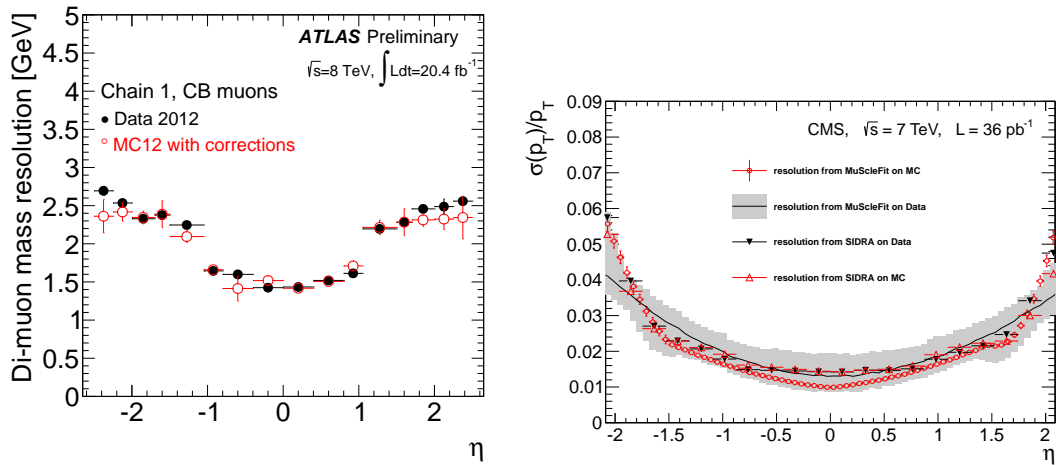 Di-muon mass resolution [GeV]
5
4.5
4
3.5
3
2.5
2
1.5
1
0.5
0
ATLAS Preliminary
√s=8 TeV, ∫Ldt=20.4 fb⁻¹
Chain 1, CB muons
Data 2012
MC12 with corrections
-2 -1 0 1 2
η
σ(p_T)/p_T
0.09
0.08
0.07
0.06
0.05
0.04
0.03
0.02
0.01
0
CMS, √s = 7 TeV, L = 36 pb⁻¹
resolution from MuScleFit on MC
resolution from MuScleFit on Data
resolution from SIDRA on Data
resolution from SIDRA on MC
-2 -1.5 -1 -0.5 0 0.5 1 1.5 2
η